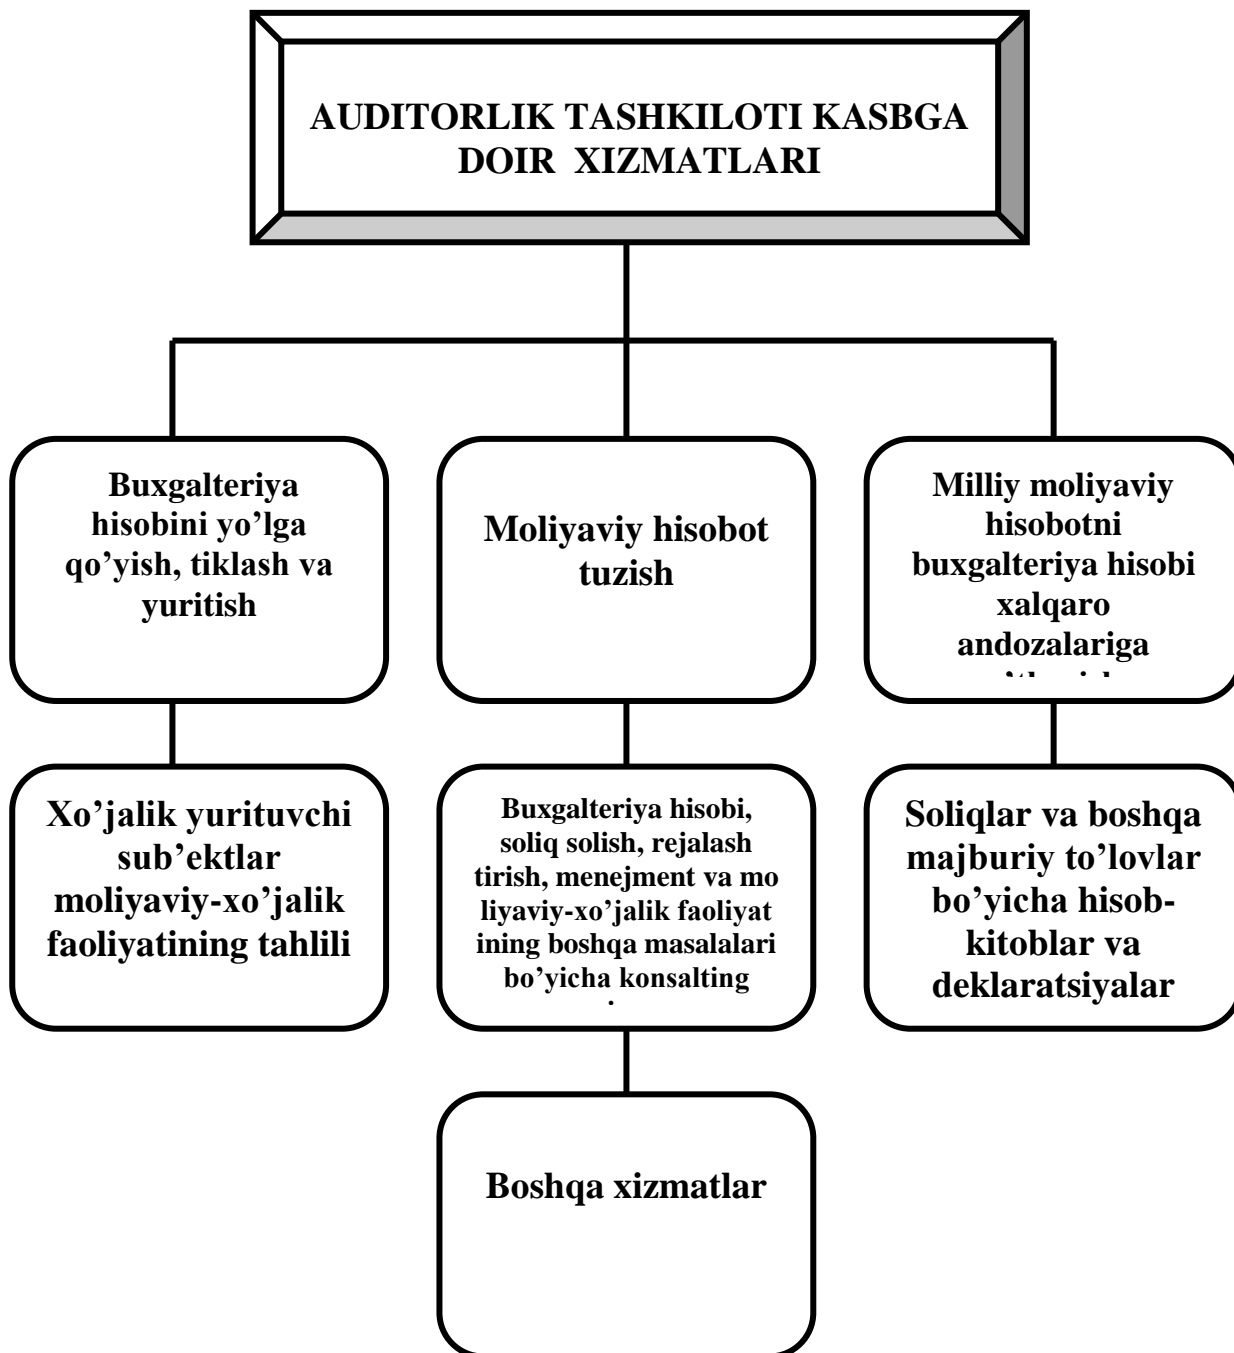 AUDITORLIK TASHKILOTI KASBGA
DOIR XIZMATLARI
Buxgalteriya
hisobini yo’lga
qo’yish, tiklash va
yuritish
Moliyaviy hisobot
tuzish
Milliy moliyaviy
hisobotni
buxgalteriya hisobi
xalqaro
andozalariga
Xo’jalik yurituvchi
sub’ektlar
moliyaviy-xo’jalik
faoliyatining tahlili
Buxgalteriya hisobi,
soliq solish, rejalash
tirish, menejment va mo
liyaviy-xo’jalik faoliyat
ining boshqa masalalari
bo’yicha konsalting
Soliqlar va boshqa
majburiy to’lovlar
bo’yicha hisob-
kitoblar va
deklaratsiyalar
Boshqa xizmatlar